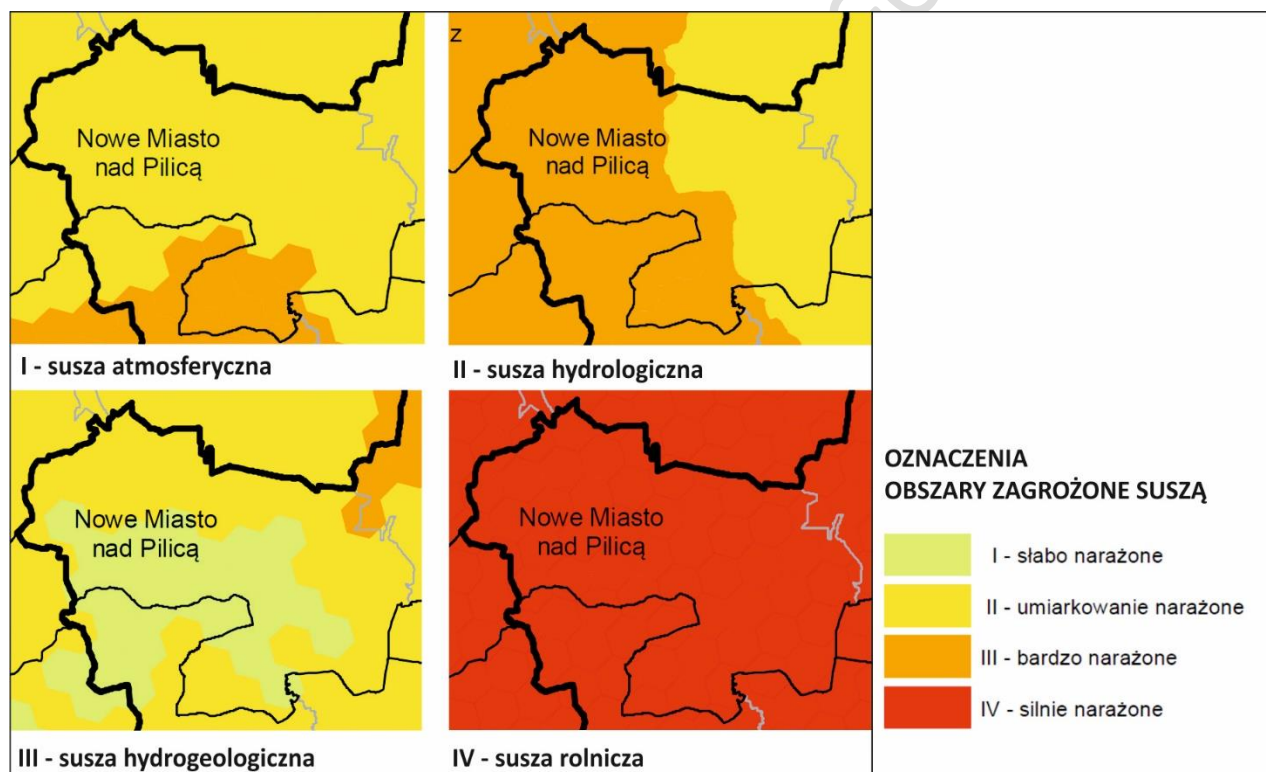 Nowe Miasto
nad Pilicą
I - susza atmosferyczna
z
Nowe Miasto
nad Pilicą
II - susza hydrologiczna
Nowe Miasto
nad Pilicą
III - susza hydrogeologiczna
Nowe Miasto
nad Pilicą
IV - susza rolnicza
OZNACZENIA
OBSZARY ZAGROŻONE SUSZĄ
I - słabo narażone
II - umiarkowanie narażone
III - bardzo narażone
IV - silnie narażone